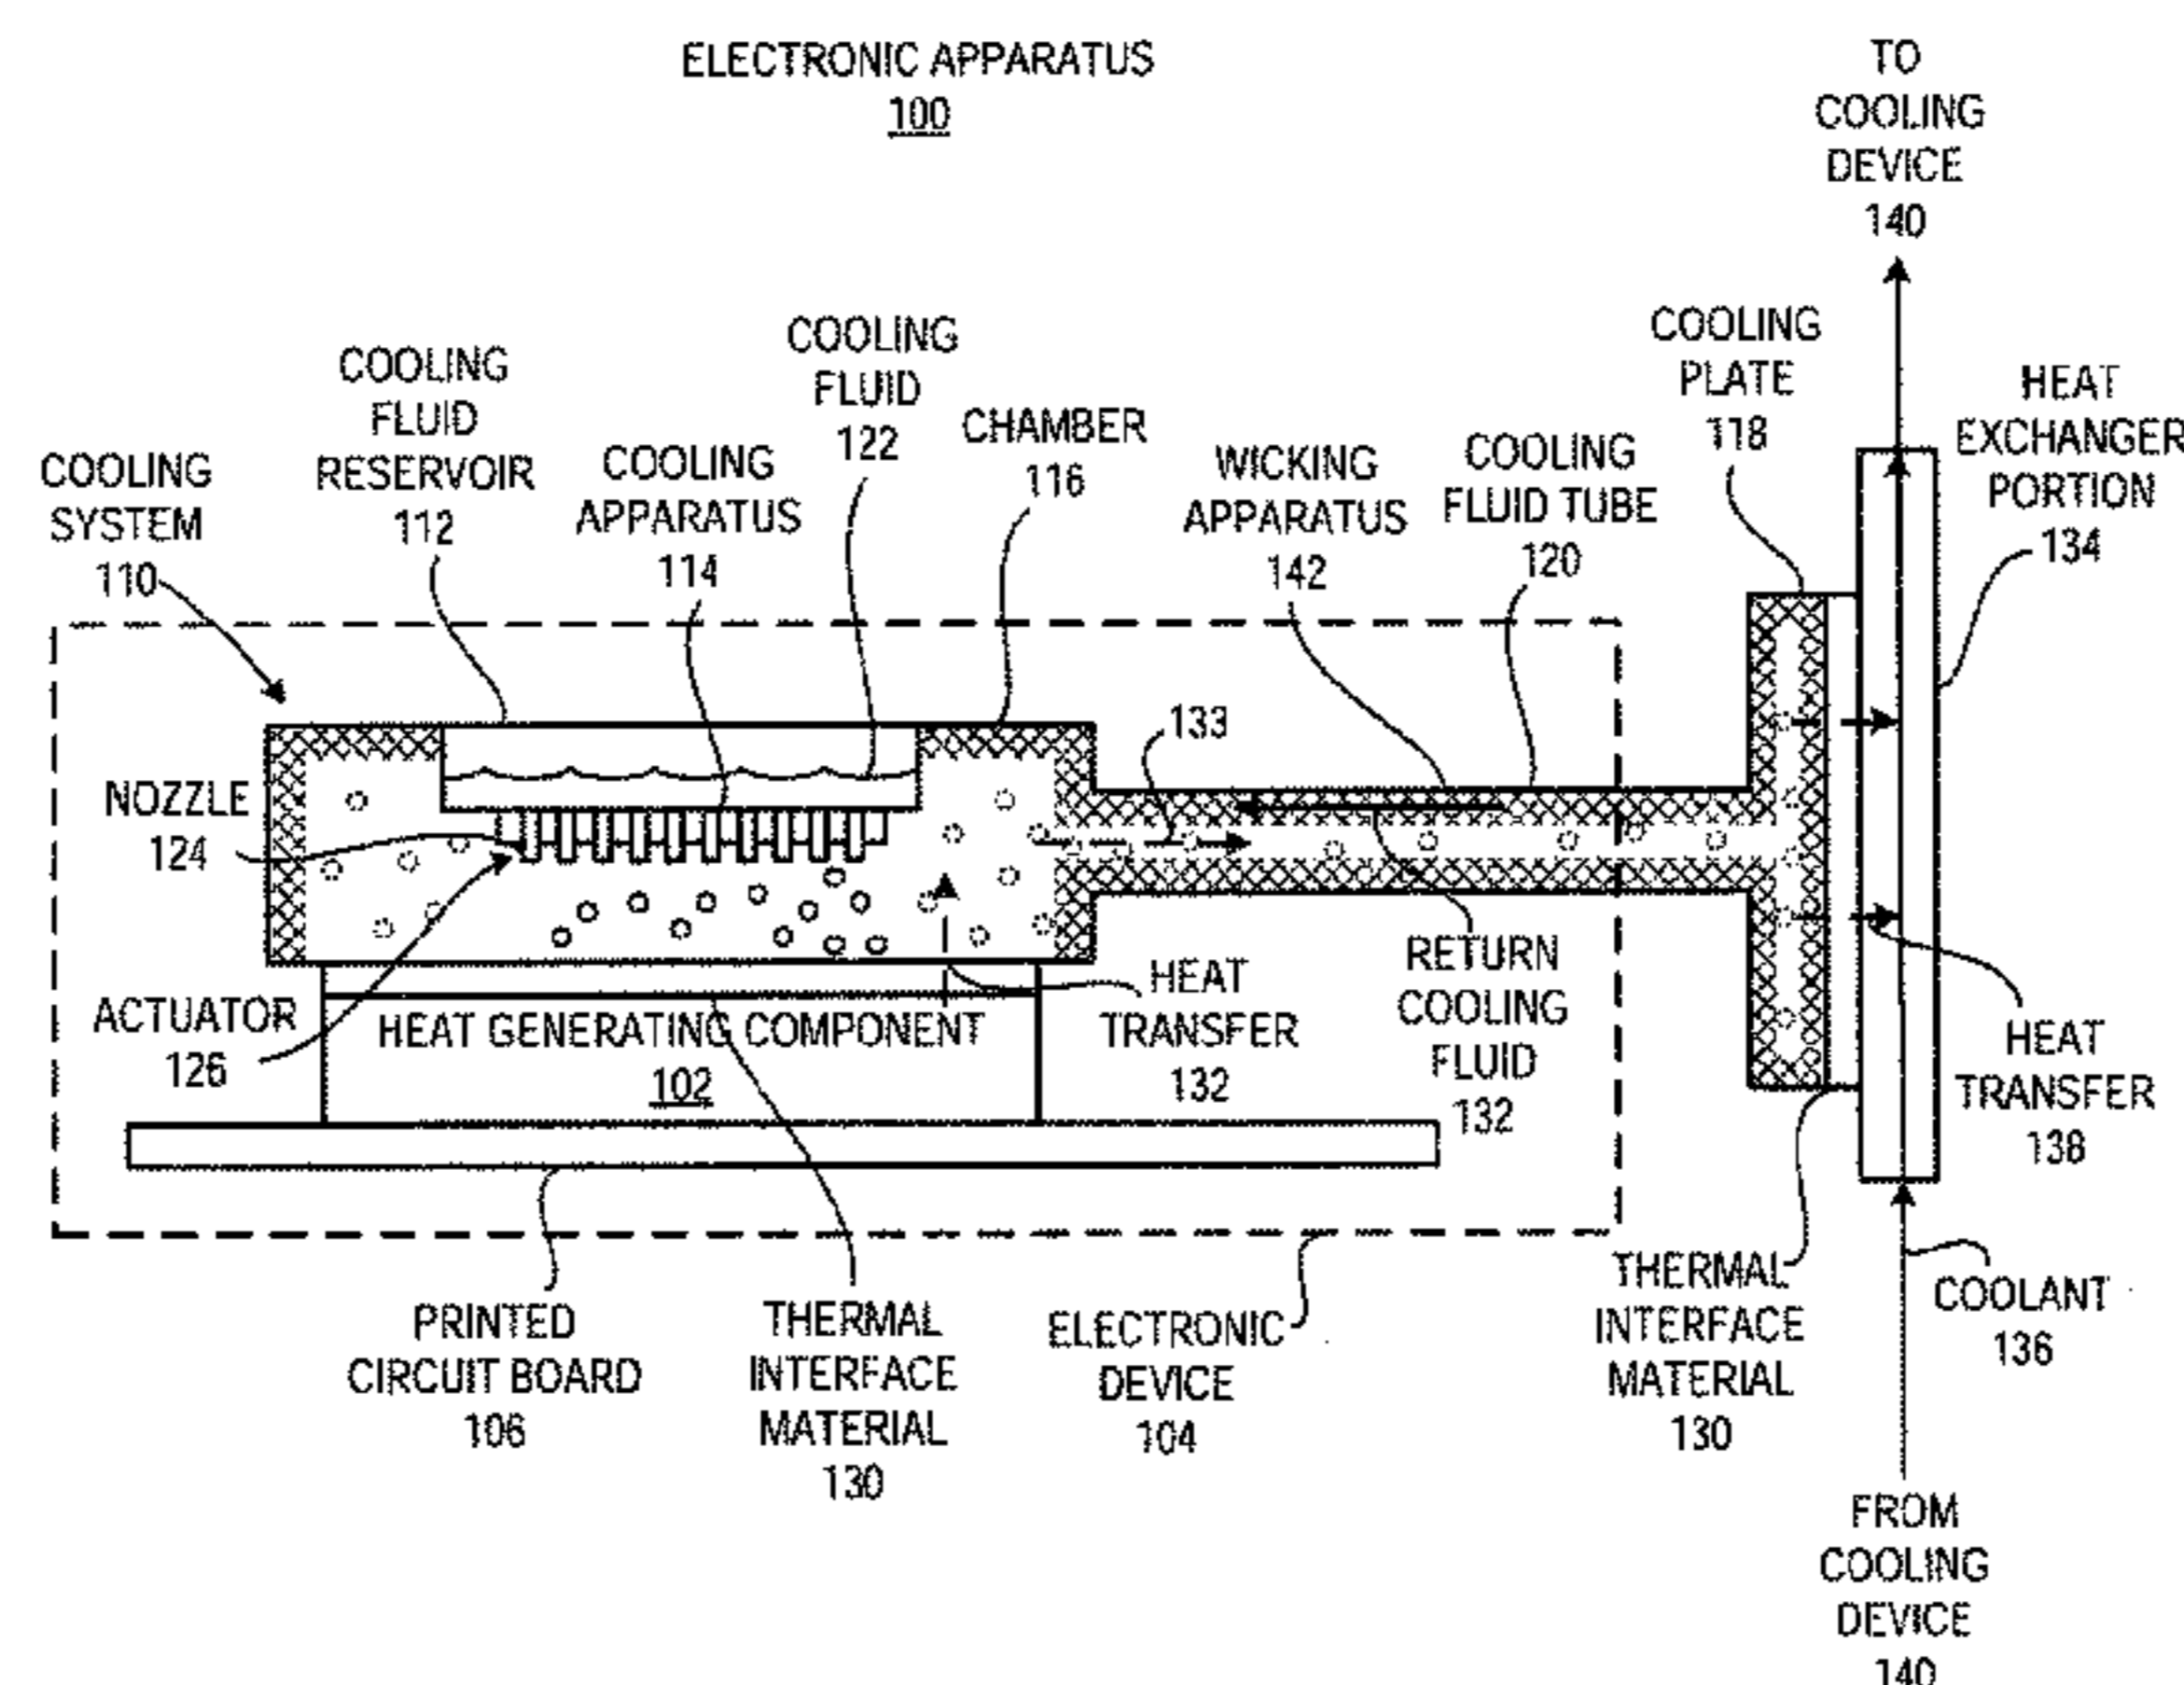 ELECTRONIC APPARATUS
100
TO
COOLING
DEVICE
140
COOLING
SYSTEM
110
COOLING
FLUID
RESERVOIR
112
COOLING
APPARATUS
114
COOLING
FLUID
122
CHAMBER
116
WICKING
APPARATUS
142
COOLING
FLUID TUBE
120
COOLING
PLATE
118
HEAT
EXCHANGER
PORTION
134
133
NOZZLE
124
ACTUATOR
126
HEAT GENERATING COMPONENT
102
HEAT
TRANSFER
132
RETURN
COOLING
FLUID
132
HEAT
TRANSFER
138
PRINTED
CIRCUIT BOARD
106
THERMAL
INTERFACE
MATERIAL
130
ELECTRONIC
DEVICE
104
THERMAL
INTERFACE
MATERIAL
130
COOLANT
136
FROM
COOLING
DEVICE
140